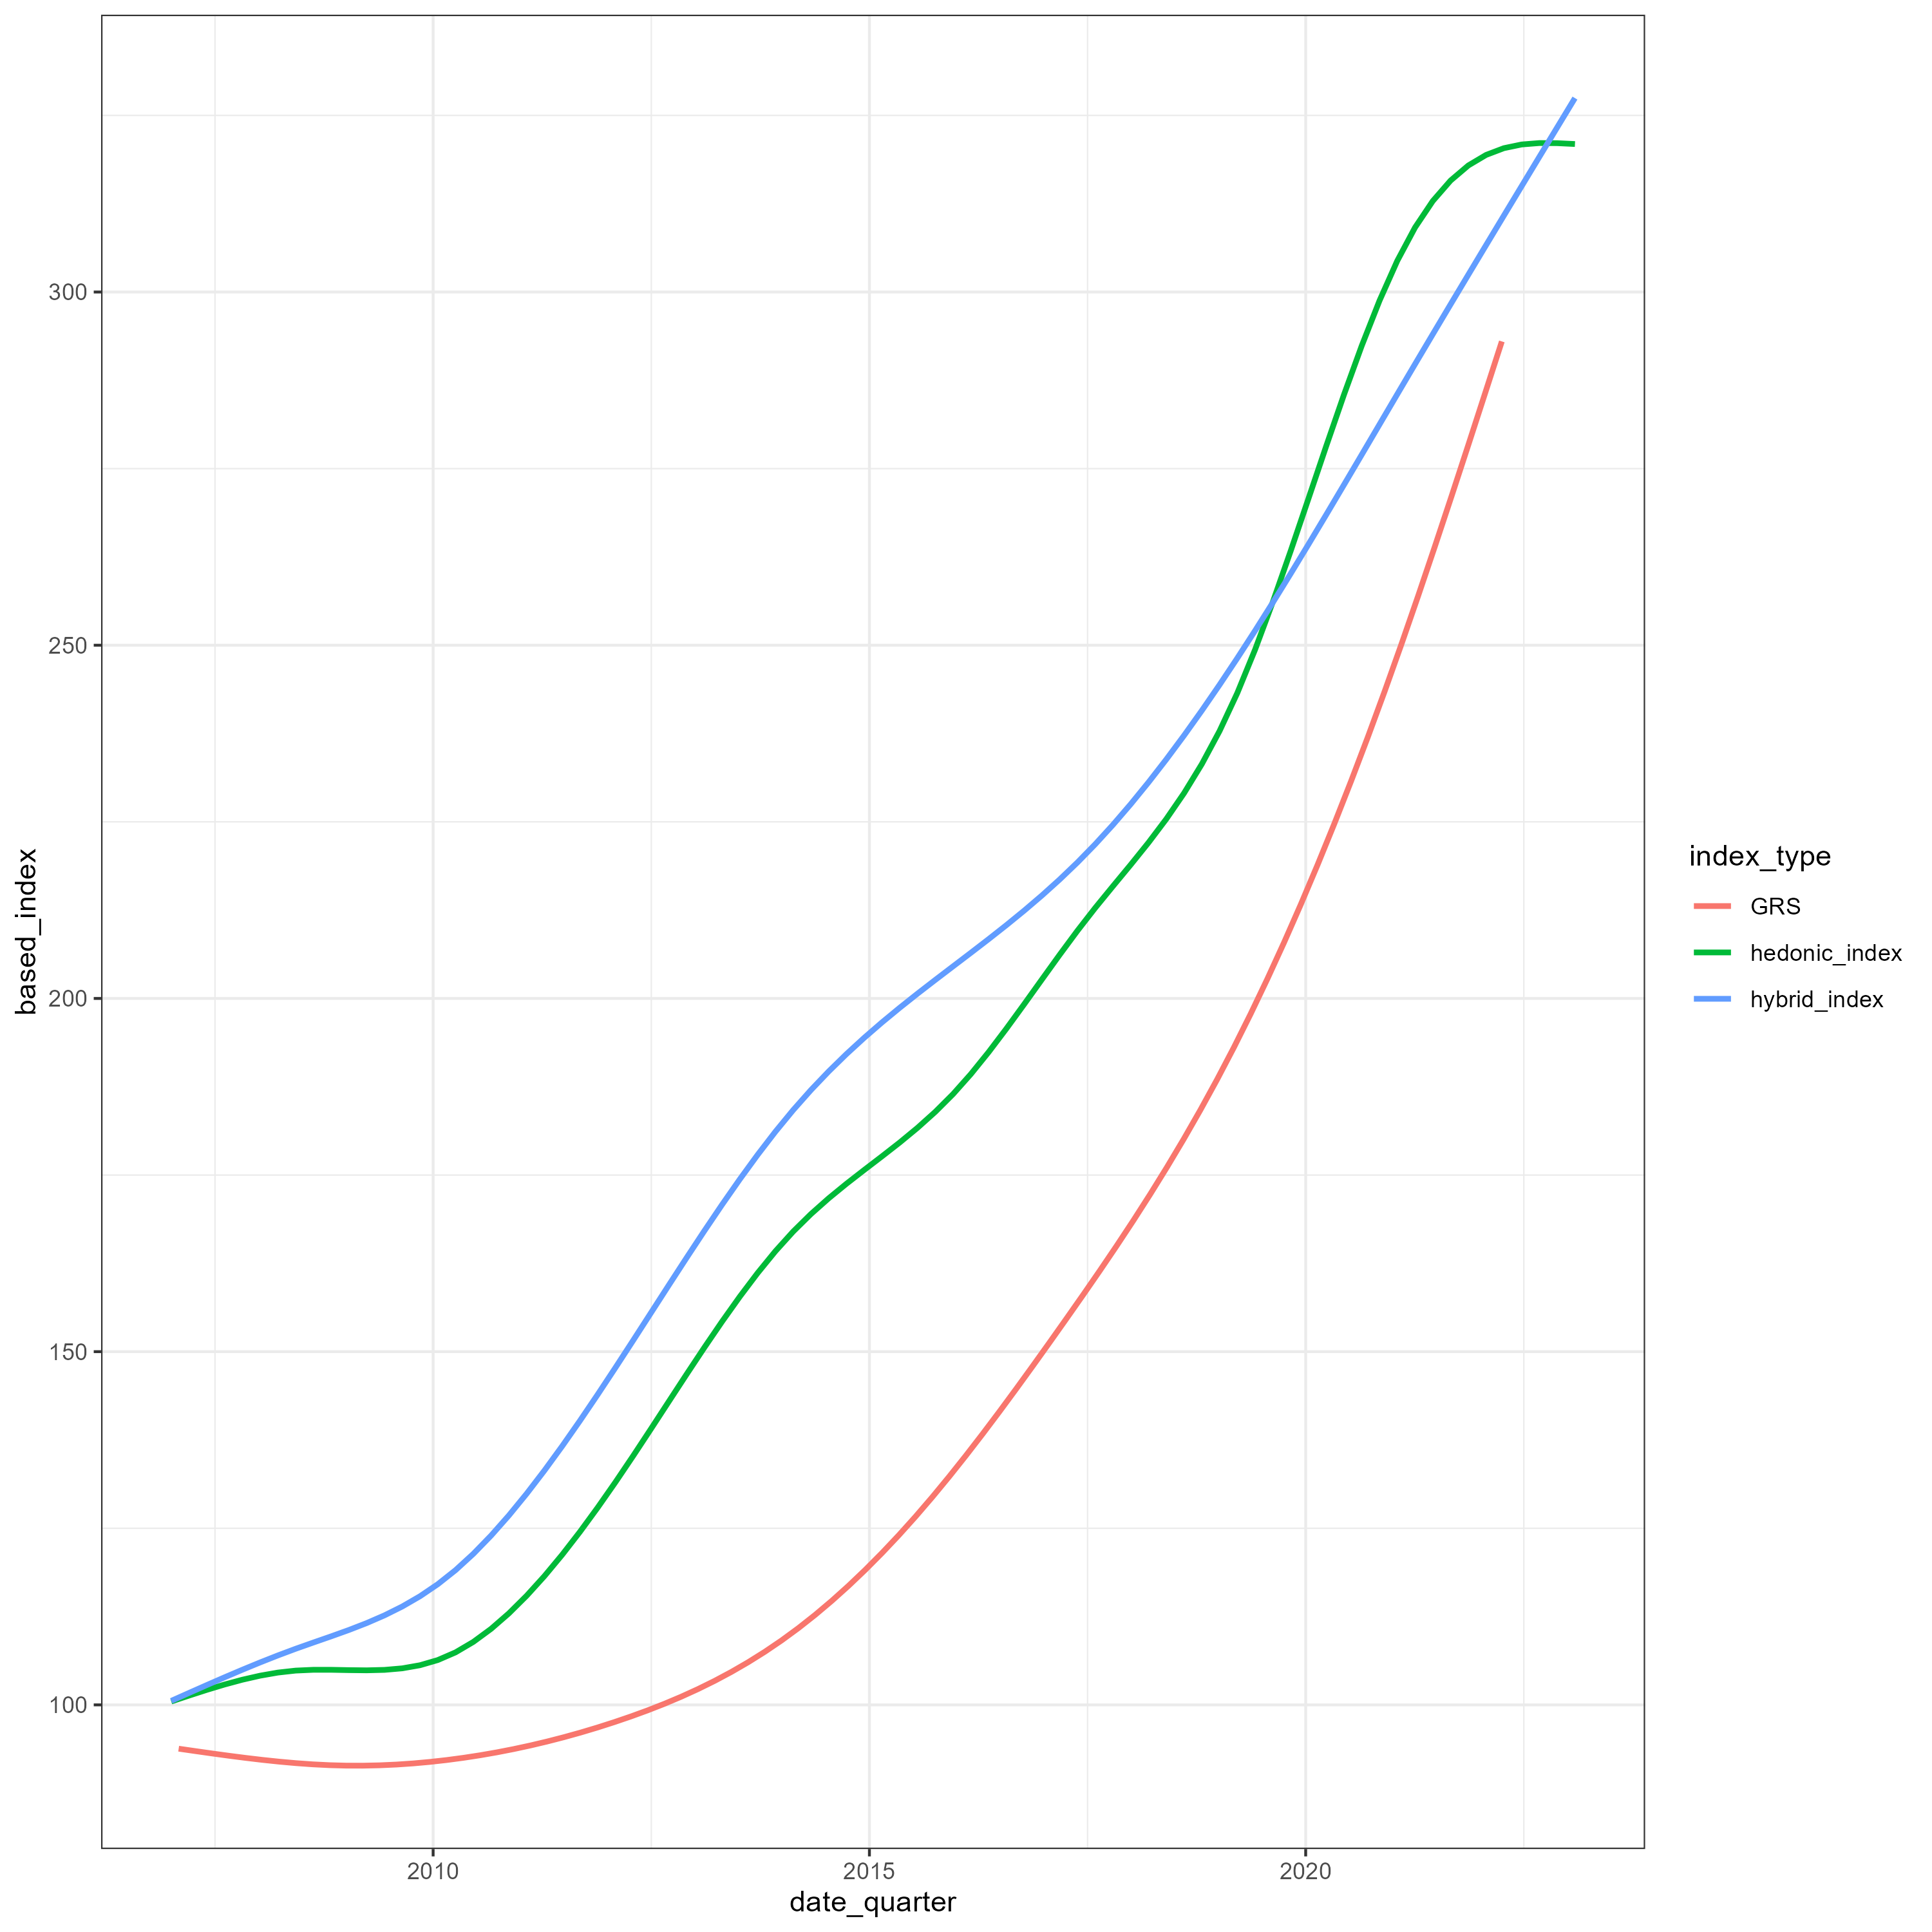 300
250
200
150
100
based_index
2010
2015
2020
date_quarter
index_type
GRS
hedonic_index
hybrid_index